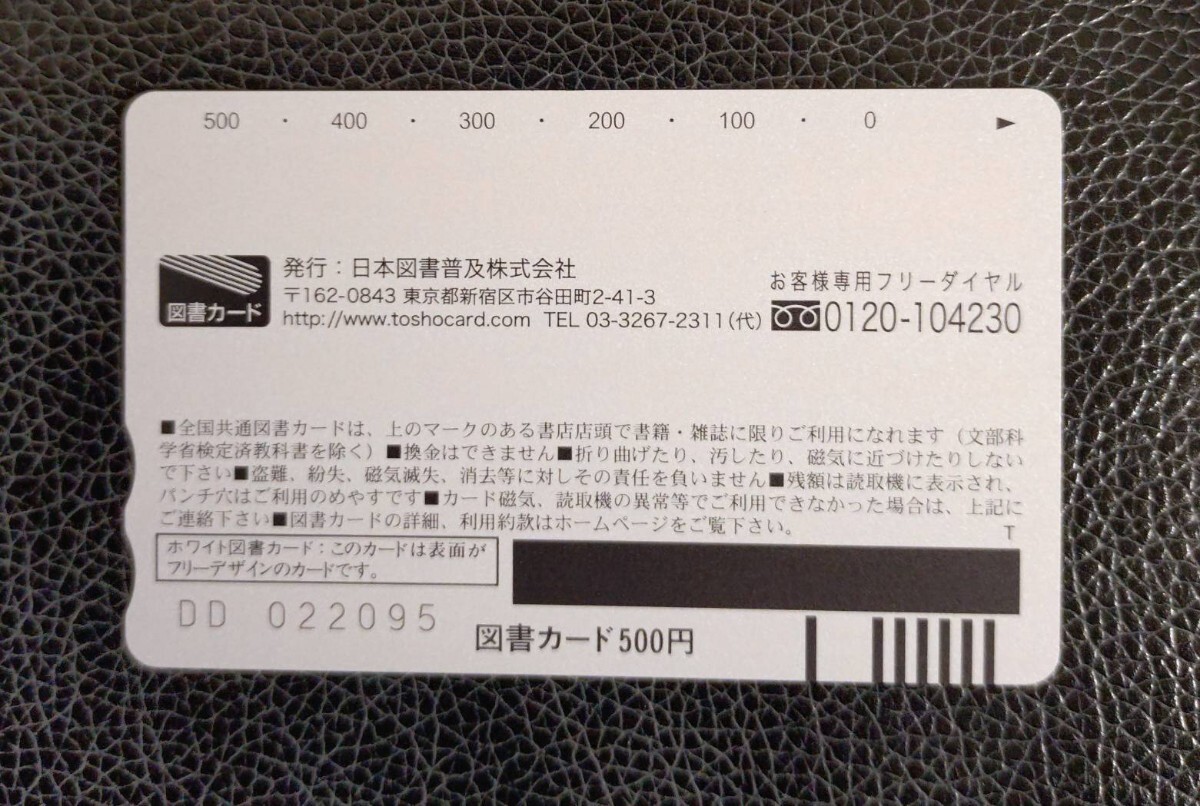 500 ・ 400 ・ 300 ・ 200 ・ 100 ・ 0 ▶
図書カード
発行：日本図書普及株式会社
〒162-0843 東京都新宿区市谷田町2-41-3
http://www.toshocard.com TEL 03-3267-2311(代)
お客様専用フリーダイヤル
0120-104230
■全国共通図書カードは、上のマークのある書店店頭で書籍・雑誌に限りご利用になれます（文部科
学省検定済教科書を除く）■換金はできません■折り曲げたり、汚したり、磁気に近づけたりしない
で下さい■盗難、紛失、磁気滅失、消去等に対しその責任を負いません■残額は読取機に表示され、
パンチ穴はご利用のめやすです■カード磁気、読取機の異常等でご利用できなかった場合は、上記に
ご連絡下さい■図書カードの詳細、利用約款はホームページをご覧下さい。
T
ホワイト図書カード：このカードは表面が
フリーデザインのカードです。
DD 022095
図書カード500円